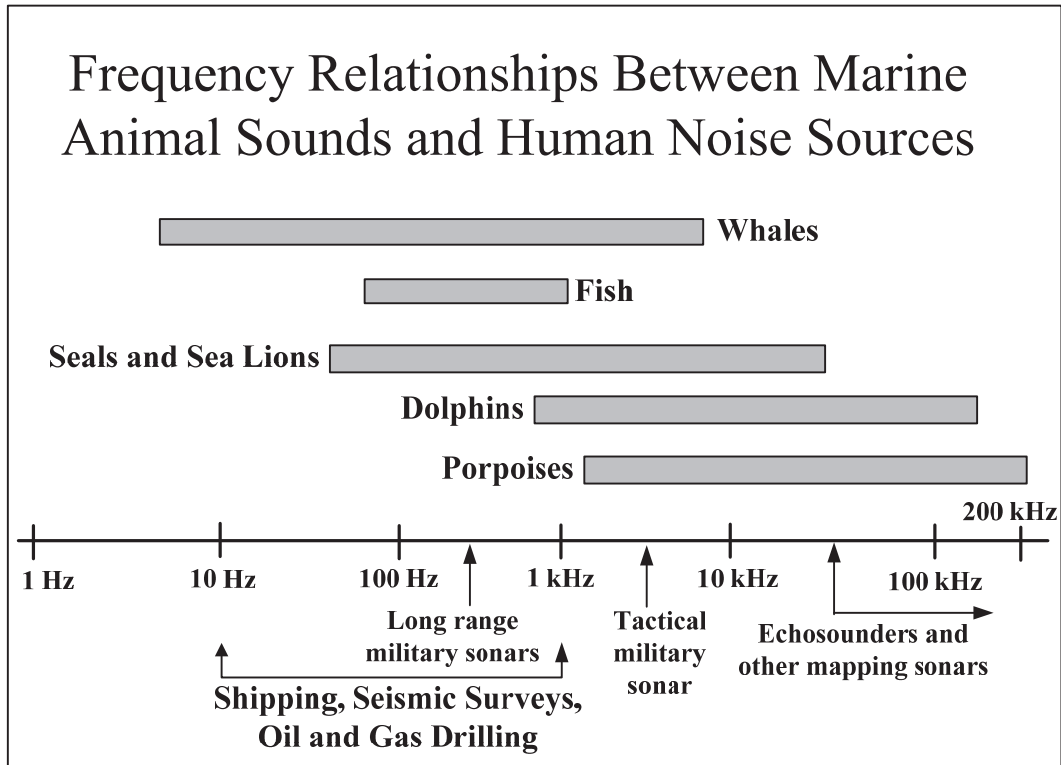 Frequency Relationships Between Marine
Animal Sounds and Human Noise Sources
Whales
Fish
Seals and Sea Lions
Dolphins
Porpoises
200 kHz
1 Hz
10 Hz
100 Hz
1 kHz
10 kHz
100 kHz
Long range
military sonars
Tactical
military
sonar
Echosounders and
other mapping sonars
Shipping, Seismic Surveys,
Oil and Gas Drilling